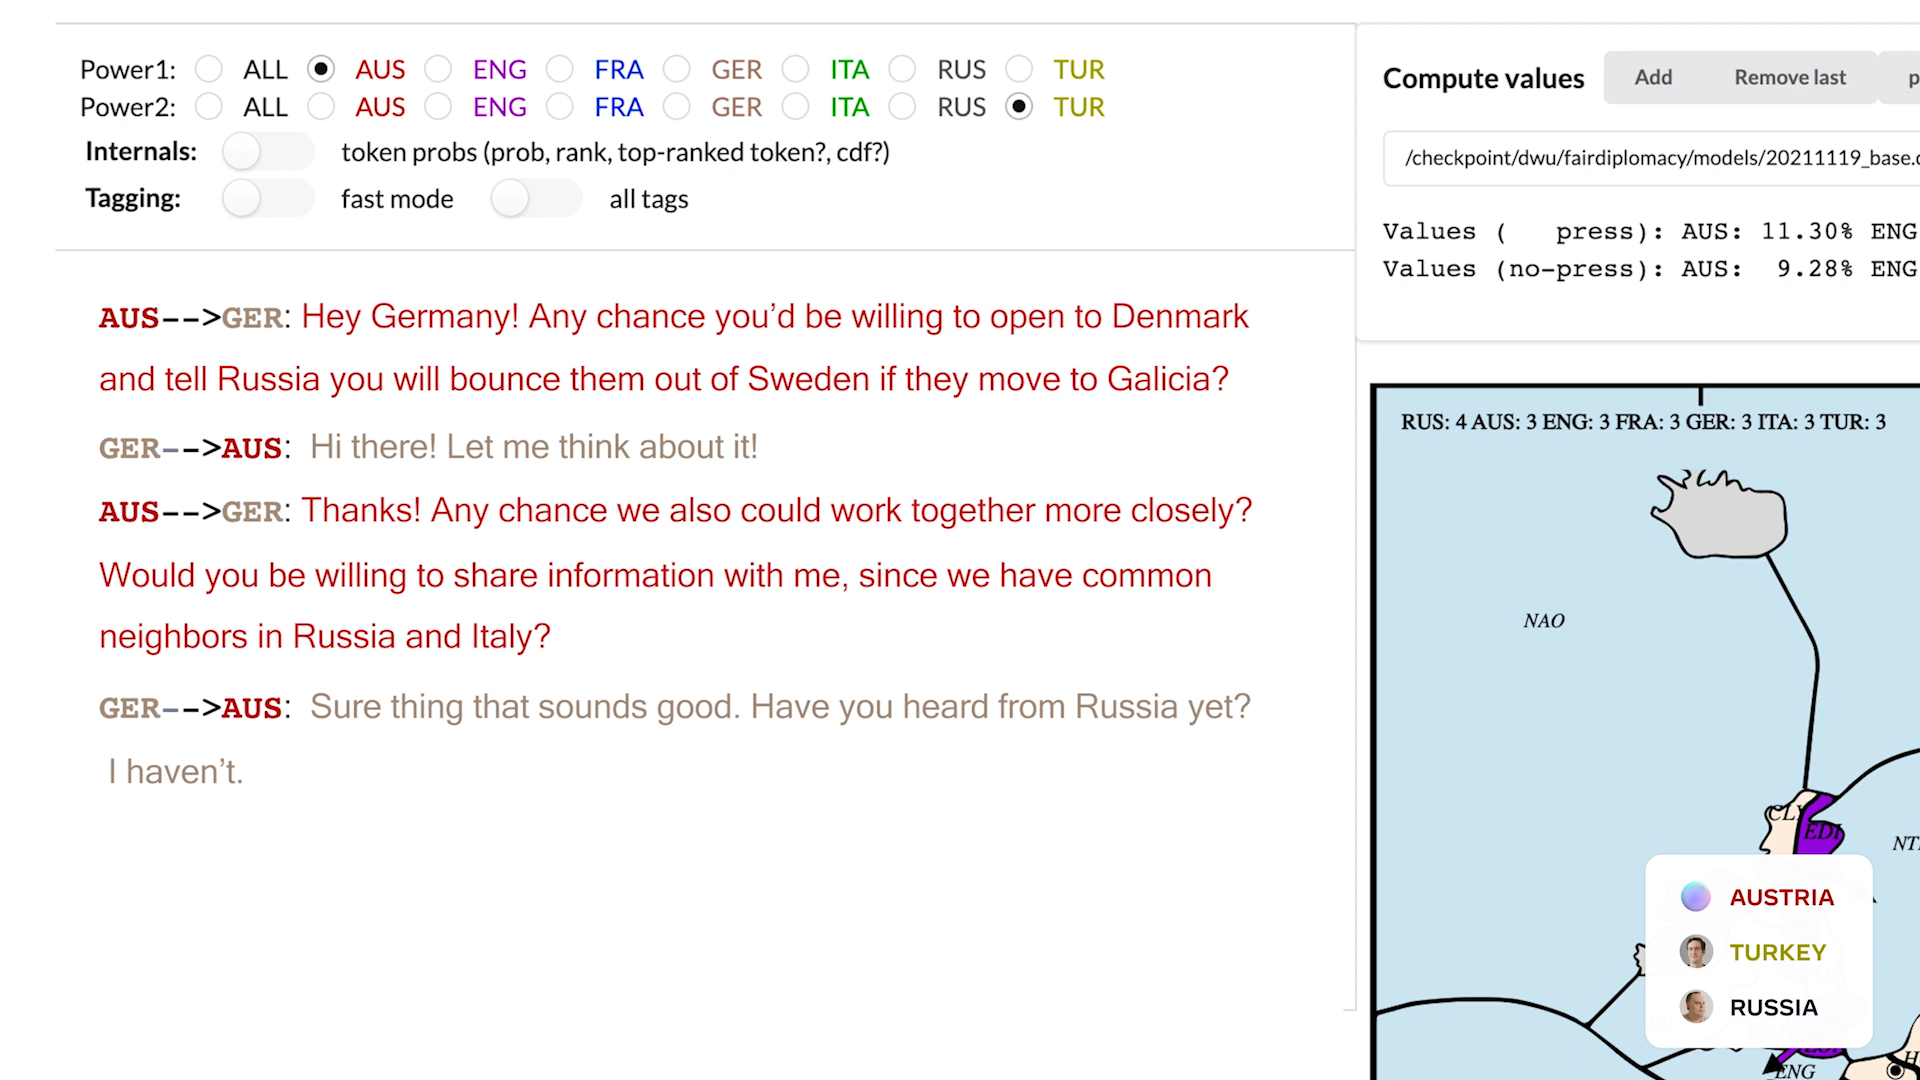 Power1: ALL AUS ENG FRA GER ITA RUS TUR
Power2: ALL AUS ENG FRA GER ITA RUS TUR
Internals: token probs (prob, rank, top-ranked token?, cdf?)
Tagging: fast mode all tags
AUS-->GER: Hey Germany! Any chance you’d be willing to open to Denmark
and tell Russia you will bounce them out of Sweden if they move to Galicia?
GER-->AUS: Hi there! Let me think about it!
AUS-->GER: Thanks! Any chance we also could work together more closely?
Would you be willing to share information with me, since we have common
neighbors in Russia and Italy?
GER-->AUS: Sure thing that sounds good. Have you heard from Russia yet?
I haven’t.
Compute values Add Remove last p
/checkpoint/dwu/fairdiplomacy/models/20211119_base.c
Values ( press): AUS: 11.30% ENG
Values (no-press): AUS: 9.28% ENG
RUS: 4 AUS: 3 ENG: 3 FRA: 3 GER: 3 ITA: 3 TUR: 3
NAO
EDI
AUSTRIA
TURKEY
RUSSIA
ENG